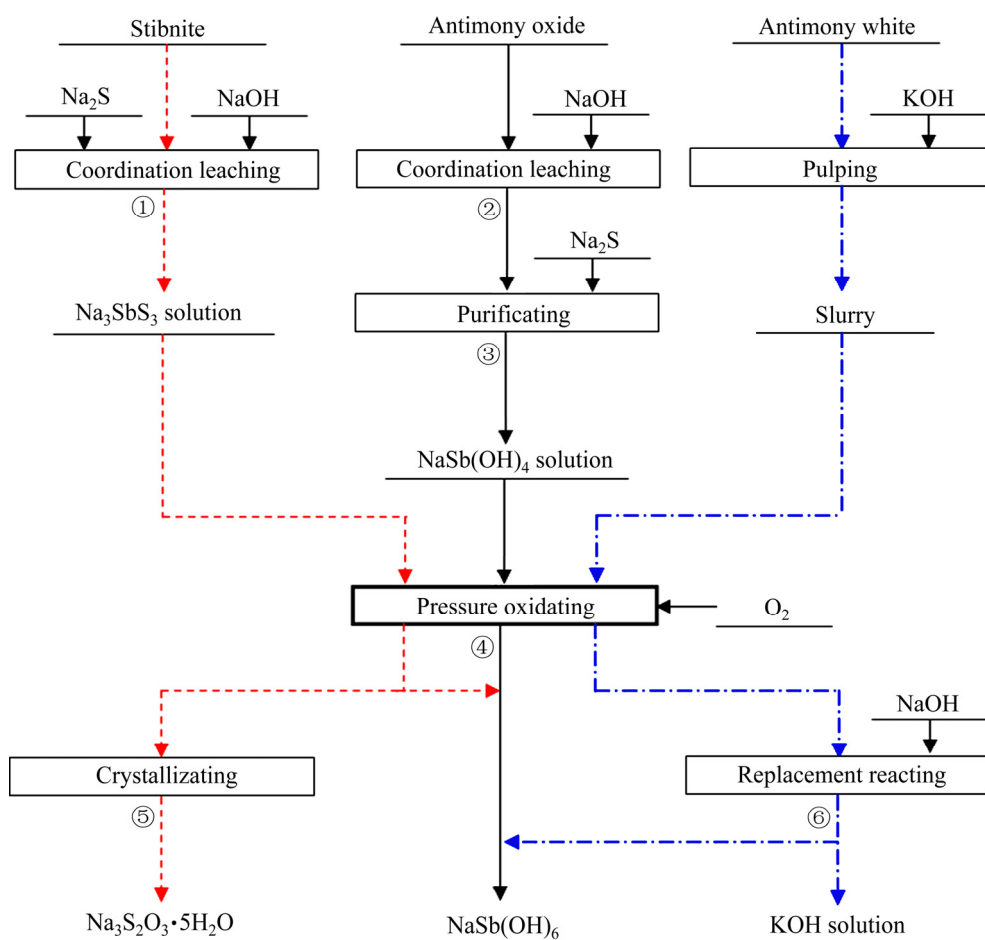 Stibnite
Antimony oxide
Antimony white
Na₂S
NaOH
NaOH
KOH
Coordination leaching
Coordination leaching
Pulping
①
②
Na₂S
Na₃SbS₃ solution
Purificating
Slurry
③
NaSb(OH)₄ solution
Pressure oxidating
O₂
④
NaOH
Crystallizating
Replacement reacting
⑤
⑥
Na₃S₂O₃·5H₂O
NaSb(OH)₆
KOH solution